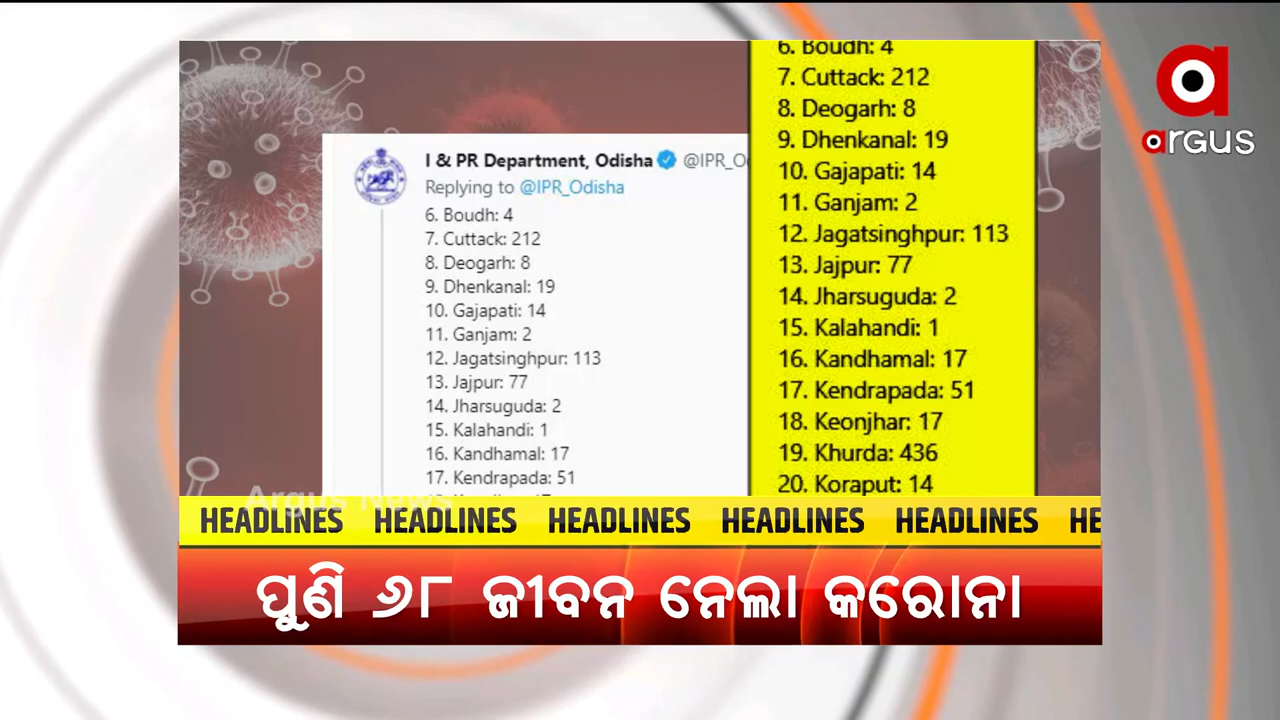 I & PR Department, Odisha @IPR_O
Replying to @IPR_Odisha
6. Boudh: 4
7. Cuttack: 212
8. Deogarh: 8
9. Dhenkanal: 19
10. Gajapati: 14
11. Ganjam: 2
12. Jagatsinghpur: 113
13. Jajpur: 77
14. Jharsuguda: 2
15. Kalahandi: 1
16. Kandhamal: 17
17. Kendrapada: 51
6. Boudh: 4
7. Cuttack: 212
8. Deogarh: 8
9. Dhenkanal: 19
10. Gajapati: 14
11. Ganjam: 2
12. Jagatsinghpur: 113
13. Jajpur: 77
14. Jharsuguda: 2
15. Kalahandi: 1
16. Kandhamal: 17
17. Kendrapada: 51
18. Keonjhar: 17
19. Khurda: 436
20. Koraput: 14
a
argus
Argus News
HEADLINES HEADLINES HEADLINES HEADLINES HEADLINES HE
ପୁଣି ୬୮ ଜୀବନ ନେଲା କରୋନା